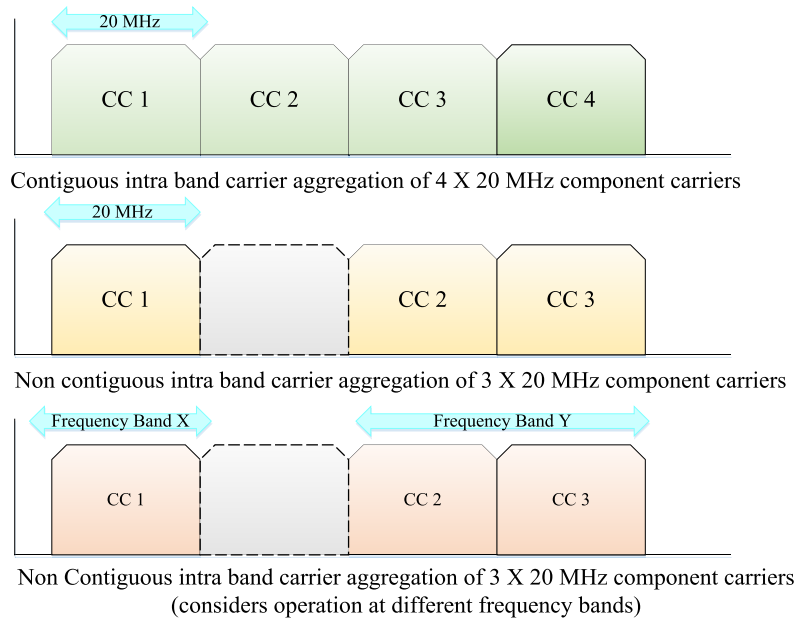 20 MHz
CC 1 CC 2 CC 3 CC 4
Contiguous intra band carrier aggregation of 4 X 20 MHz component carriers
20 MHz
CC 1 CC 2 CC 3
Non contiguous intra band carrier aggregation of 3 X 20 MHz component carriers
Frequency Band X Frequency Band Y
CC 1 CC 2 CC 3
Non Contiguous intra band carrier aggregation of 3 X 20 MHz component carriers
(considers operation at different frequency bands)